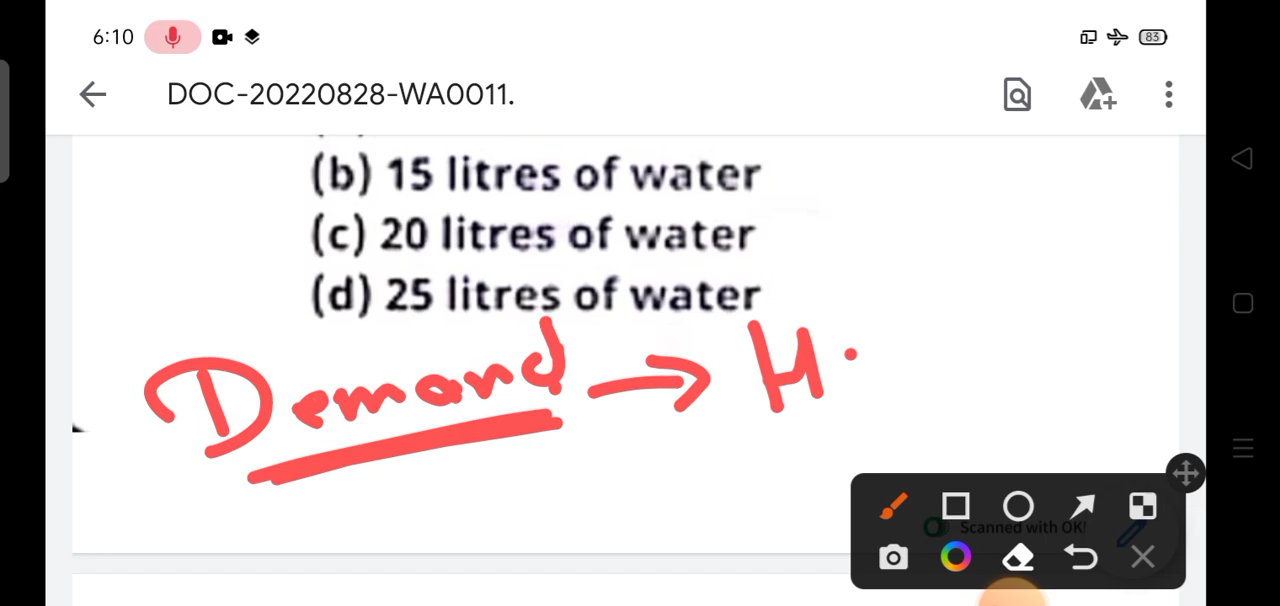 6:10
83
DOC-20220828-WA0011.
(b) 15 litres of water
(c) 20 litres of water
(d) 25 litres of water
Demand → H.
Scanned with OK